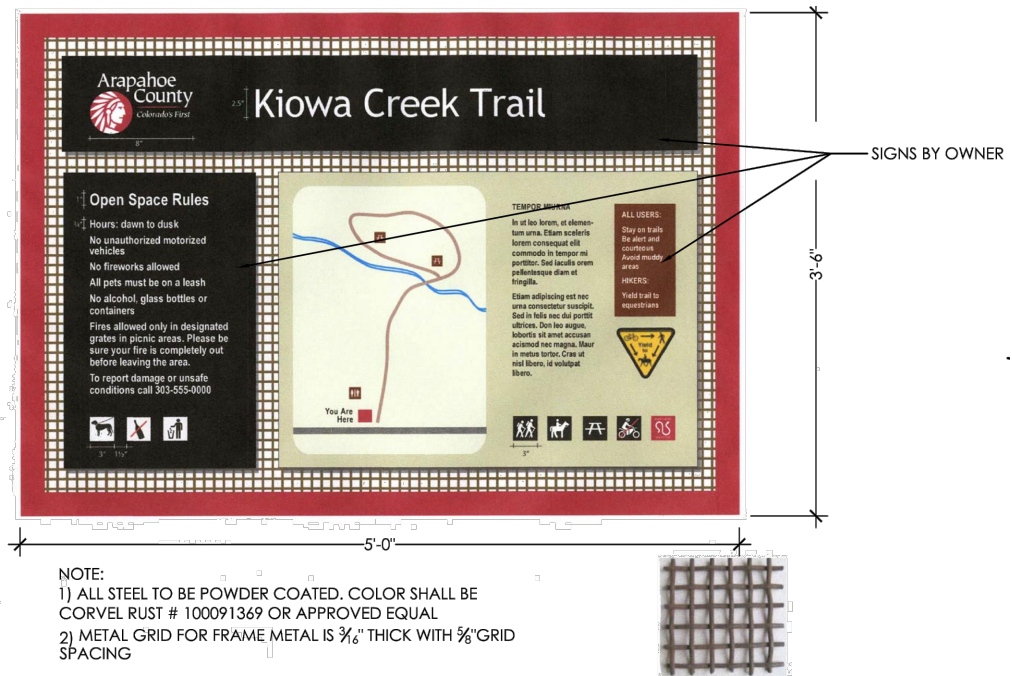 Arapahoe
County
Colorado's First
8"
2.5"
Kiowa Creek Trail
SIGNS BY OWNER
1"
Open Space Rules
¾"
Hours: dawn to dusk
No unauthorized motorized
vehicles
No fireworks allowed
All pets must be on a leash
No alcohol, glass bottles or
containers
Fires allowed only in designated
grates in picnic areas. Please be
sure your fire is completely out
before leaving the area.
To report damage or unsafe
conditions call 303-555-0000
3" 1½"
You Are
Here
TEMPOR MIURNA
In ut leo lorem, et elemen-
tum urna. Etiam sceleris
lorem consequat elit
commodo in tempor mi
porttitor. Sed iaculis orem
pellentesque diam et
fringilla.
Etiam adipiscing est nec
urna consectetur suscipit.
Sed in felis nec dui porttit
ultrices. Don leo augue,
lobortis sit amet accusan
acismod nec magna. Maur
in metus tortor. Cras ut
nisl libero, id volutpat
libero.
ALL USERS:
Stay on trails
Be alert and
courteous
Avoid muddy
areas
HIKERS:
Yield trail to
equestrians
Yield
to
3"
3'-6"
5'-0"
NOTE:
1) ALL STEEL TO BE POWDER COATED. COLOR SHALL BE
CORVEL RUST # 100091369 OR APPROVED EQUAL
2) METAL GRID FOR FRAME METAL IS 3/16" THICK WITH 5/8"GRID
SPACING